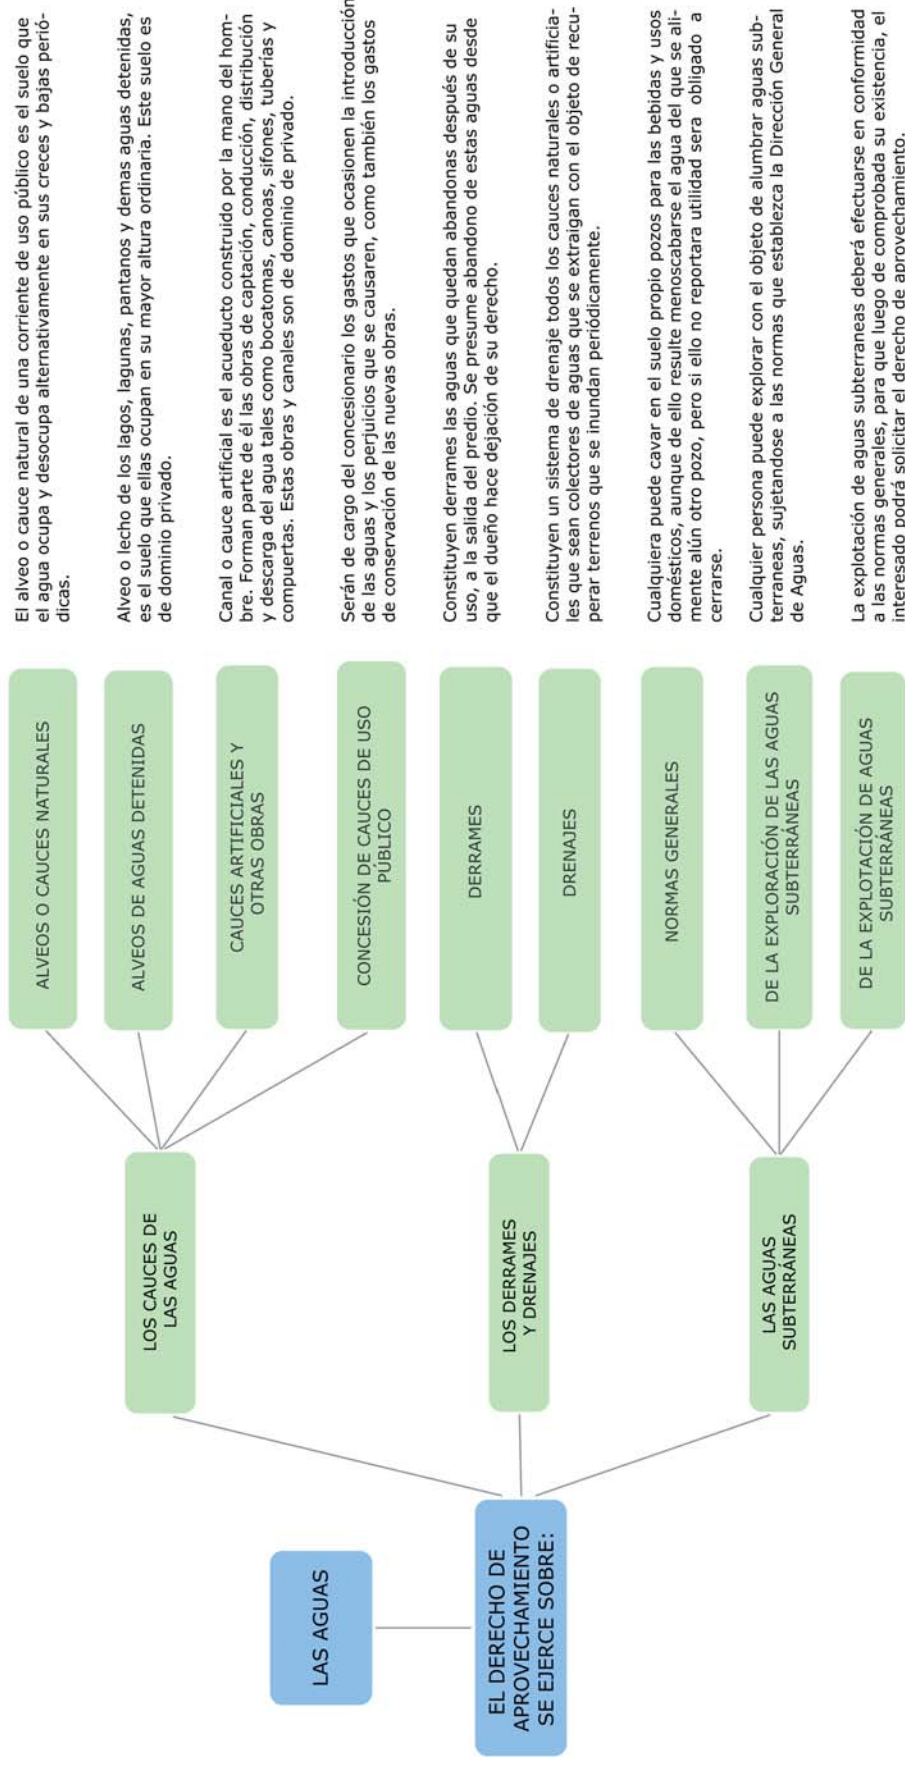 LAS AGUAS
EL DERECHO DE
APROVECHAMIENTO
SE EJERCE SOBRE:
LOS CAUCES DE
LAS AGUAS
ALVEOS O CAUCES NATURALES
El alveo o cauce natural de una corriente de uso público es el suelo que
el agua ocupa y desocupa alternativamente en sus creces y bajas perió-
dicas.
ALVEOS DE AGUAS DETENIDAS
Alveo o lecho de los lagos, lagunas, pantanos y demas aguas detenidas,
es el suelo que ellas ocupan en su mayor altura ordinaria. Este suelo es
de dominio privado.
CAUCES ARTIFICIALES Y
OTRAS OBRAS
Canal o cauce artificial es el acueducto construido por la mano del hom-
bre. Forman parte de él las obras de captación, conducción, distribución
y descarga del agua tales como bocatomas, canoas, sifones, tuberías y
compuertas. Estas obras y canales son de dominio de privado.
CONCESIÓN DE CAUCES DE USO
PÚBLICO
Serán de cargo del concesionario los gastos que ocasionen la introducción
de las aguas y los perjuicios que se causaren, como también los gastos
de conservación de las nuevas obras.
LOS DERRAMES
Y DRENAJES
DERRAMES
Constituyen derrames las aguas que quedan abandonas después de su
uso, a la salida del predio. Se presume abandono de estas aguas desde
que el dueño hace dejación de su derecho.
DRENAJES
Constituyen un sistema de drenaje todos los cauces naturales o artificia-
les que sean colectores de aguas que se extraigan con el objeto de recu-
perar terrenos que se inundan periódicamente.
LAS AGUAS
SUBTERRÁNEAS
NORMAS GENERALES
Cualquiera puede cavar en el suelo propio pozos para las bebidas y usos
domésticos, aunque de ello resulte menoscabarse el agua del que se ali-
mente alún otro pozo, pero si ello no reportara utilidad sera obligado a
cerrarse.
DE LA EXPLORACIÓN DE LAS AGUAS
SUBTERRÁNEAS
Cualquier persona puede explorar con el objeto de alumbrar aguas sub-
terraneas, sujetandose a las normas que establezca la Dirección General
de Aguas.
DE LA EXPLOTACIÓN DE AGUAS
SUBTERRÁNEAS
La explotación de aguas subterraneas deberá efectuarse en conformidad
a las normas generales, para que luego de comprobada su existencia, el
interesado podrá solicitar el derecho de aprovechamiento.